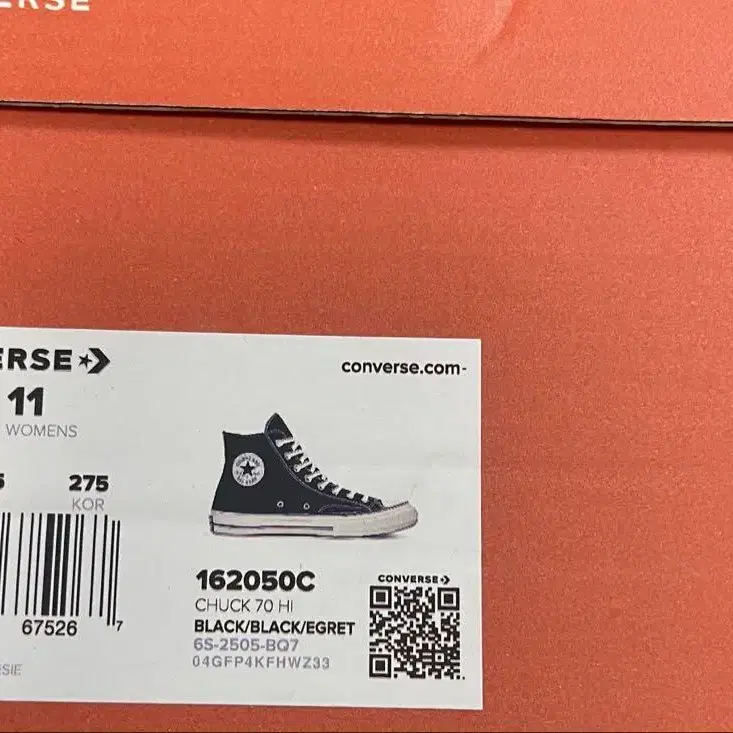 ERSE
ERSE
converse.com-
11
WOMENS
5 275
KOR
67526 7
162050C
CHUCK 70 HI
BLACK/BLACK/EGRET
6S-2505-BQ7
04GFP4KFHWZ33
CONVERSE
SIE